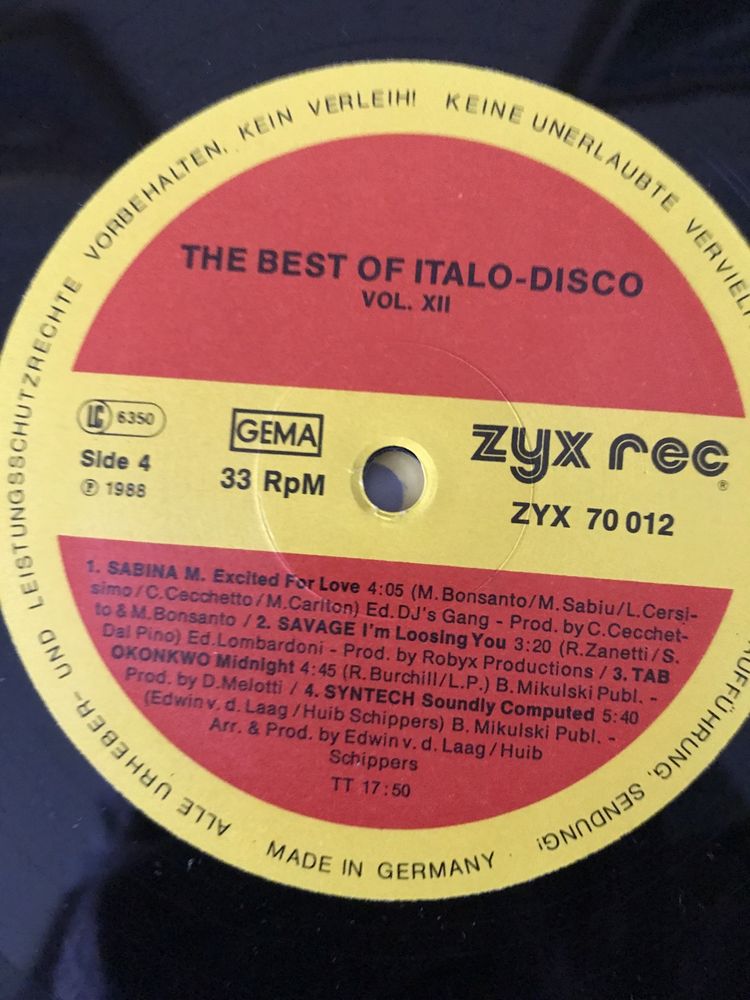 ALLE URHEBER- UND LEISTUNGSSCHUTZRECHTE VORBEHALTEN, KEIN VERLEIH! KEINE UNERLAUBTE
AUFFÜHRUNG, SENDUNG!
THE BEST OF ITALO-DISCO
VOL. XII
LC 6350
Side 4
Ⓟ 1988
GEMA
33 RpM
zyx rec ®
ZYX 70 012
1. SABINA M. Excited For Love 4:05 (M. Bonsanto/M. Sabiu/L.Cersi-
simo/C. Cecchetto/M. Carlton) Ed. DJ's Gang - Prod. by C. Cecchet-
to & M. Bonsanto / 2. SAVAGE I'm Loosing You 3:20 (R. Zanetti/S.
Dal Pino) Ed. Lombardoni - Prod. by Robyx Productions / 3. TAB
OKONKWO Midnight 4:45 (R. Burchill/L.P.) B. Mikulski Publ. -
Prod. by D. Melotti / 4. SYNTECH Soundly Computed 5:40
(Edwin v. d. Laag/Huib Schippers) B. Mikulski Publ. -
Arr. & Prod. by Edwin v. d. Laag/Huib
Schippers
TT 17:50
MADE IN GERMANY